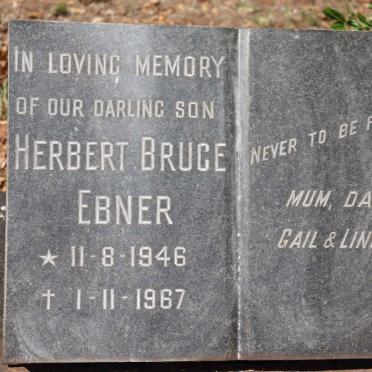 IN LOVING MEMORY
OF OUR DARLING SON
HERBERT BRUCE
EBNER
★ 11-8-1946
✝ 1-11-1967
NEVER TO BE
MUM,
GAIL &